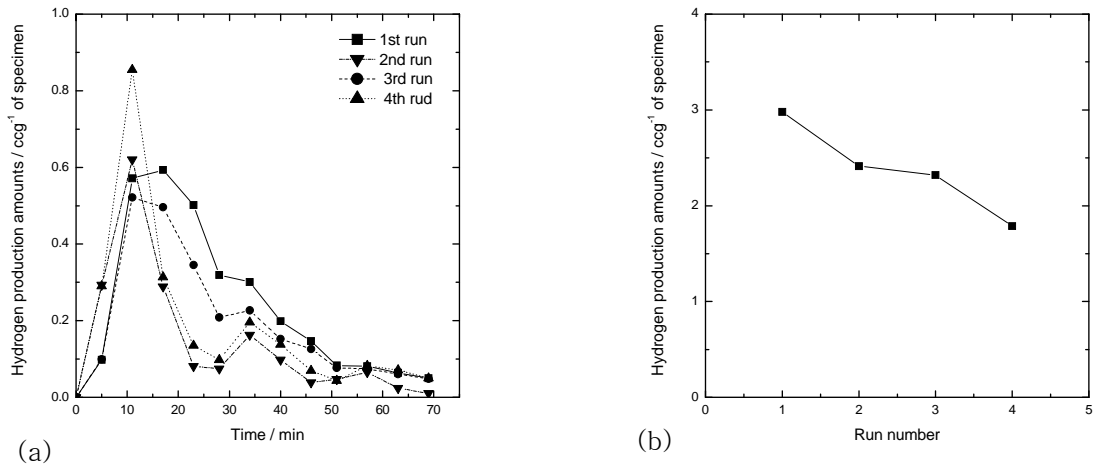 Hydrogen production amounts / ccg⁻¹ of specimen
1.0
0.8
0.6
0.4
0.2
0.0
1st run
2nd run
3rd run
4th rud
0 10 20 30 40 50 60 70
Time / min
(a)
Hydrogen production amounts / ccg⁻¹ of specimen
4
3
2
1
0
0 1 2 3 4 5
Run number
(b)